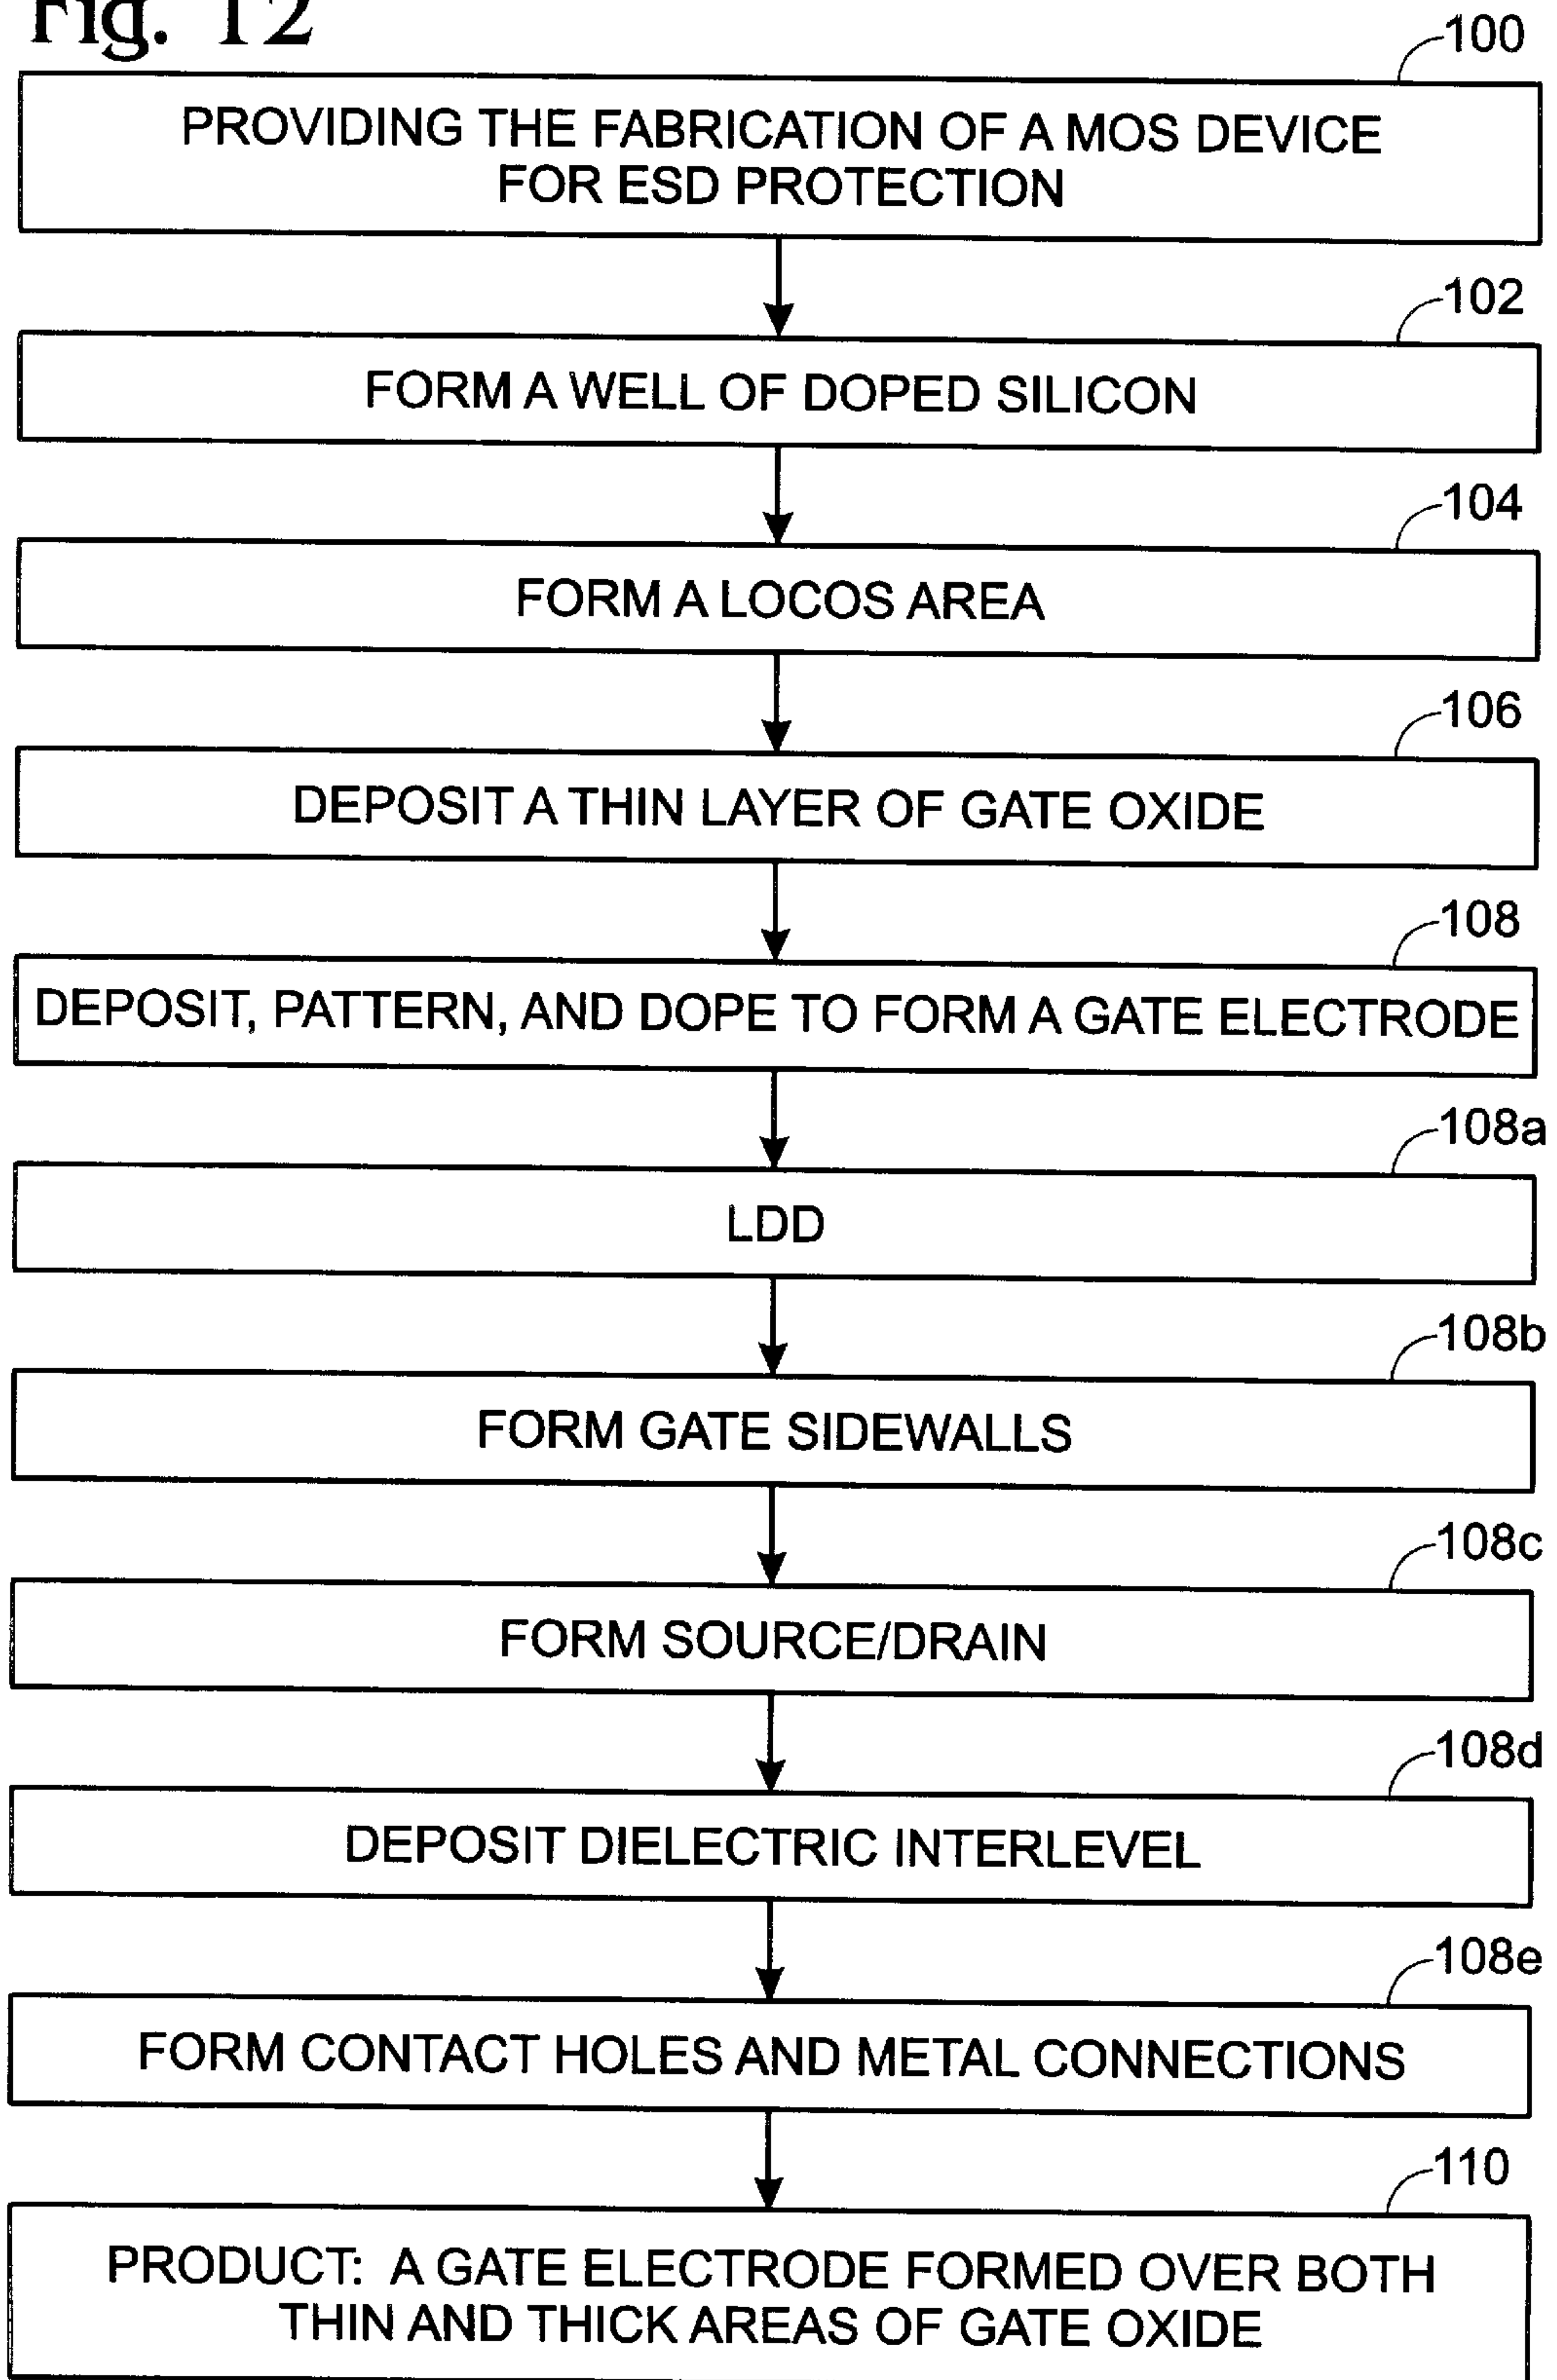 Fig. 12
100
PROVIDING THE FABRICATION OF A MOS DEVICE
FOR ESD PROTECTION
102
FORM A WELL OF DOPED SILICON
104
FORM A LOCOS AREA
106
DEPOSIT A THIN LAYER OF GATE OXIDE
108
DEPOSIT, PATTERN, AND DOPE TO FORM A GATE ELECTRODE
108a
LDD
108b
FORM GATE SIDEWALLS
108c
FORM SOURCE/DRAIN
108d
DEPOSIT DIELECTRIC INTERLEVEL
108e
FORM CONTACT HOLES AND METAL CONNECTIONS
110
PRODUCT: A GATE ELECTRODE FORMED OVER BOTH
THIN AND THICK AREAS OF GATE OXIDE